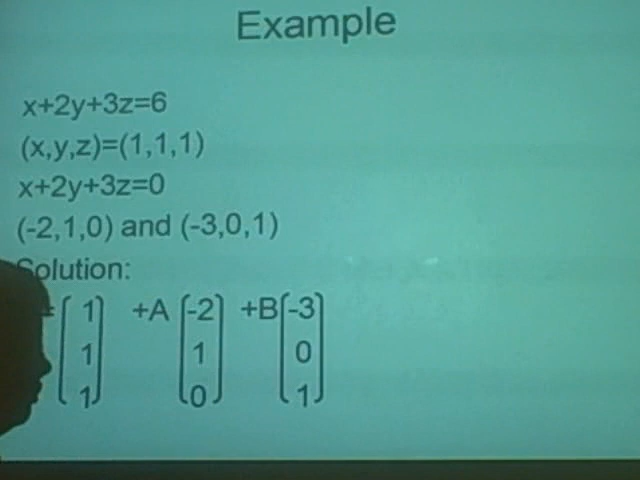 Example
x+2y+3z=6
(x,y,z)=(1,1,1)
x+2y+3z=0
(-2,1,0) and (-3,0,1)
Solution:
= [ 1 ] +A [ -2 ] +B [ -3 ]
[ 1 ] [ 1 ] [ 0 ]
[ 1 ] [ 0 ] [ 1 ]